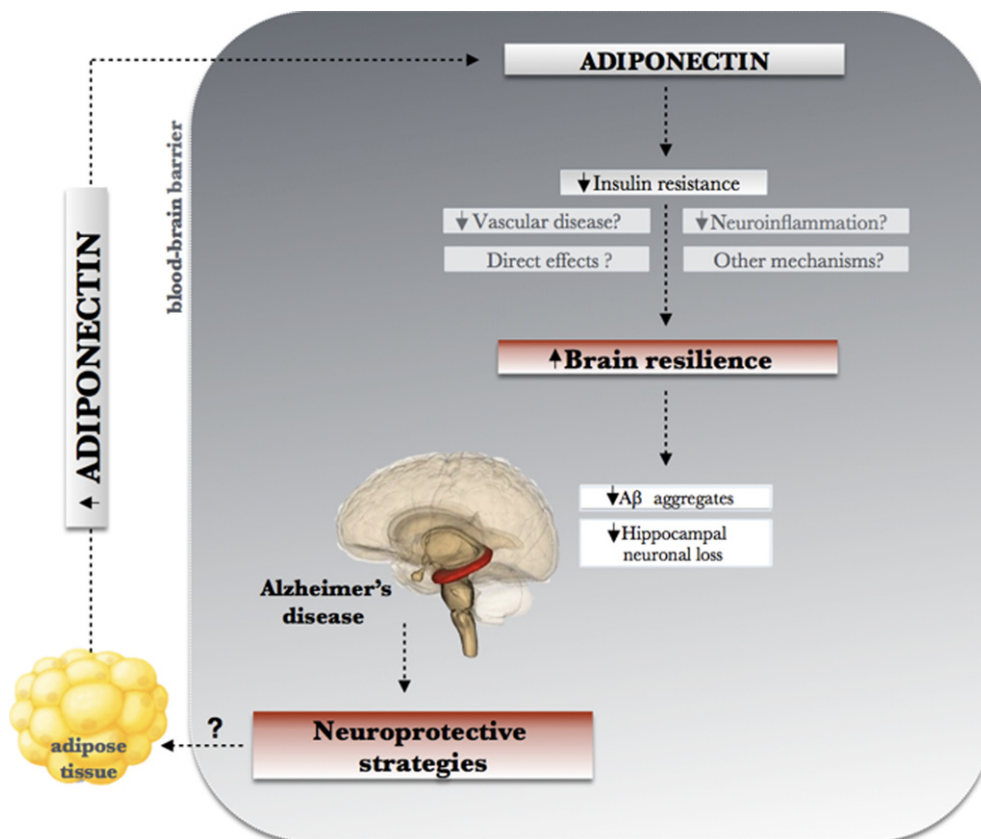 ADIPONECTIN
blood-brain barrier
↑ ADIPONECTIN
↓Insulin resistance
↓Vascular disease?
↓Neuroinflammation?
Direct effects ?
Other mechanisms?
↑Brain resilience
↓Aβ aggregates
↓Hippocampal
neuronal loss
Alzheimer's
disease
Neuroprotective
strategies
?
adipose
tissue